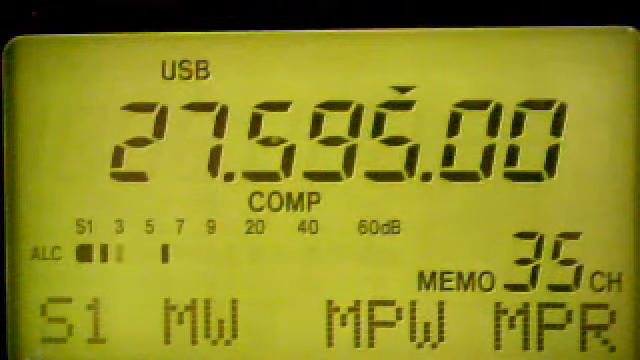 USB
27.595.00
COMP
S1 3 5 7 9 20 40 60dB
ALC
MEMO 35 CH
S1 MW MPW MPR